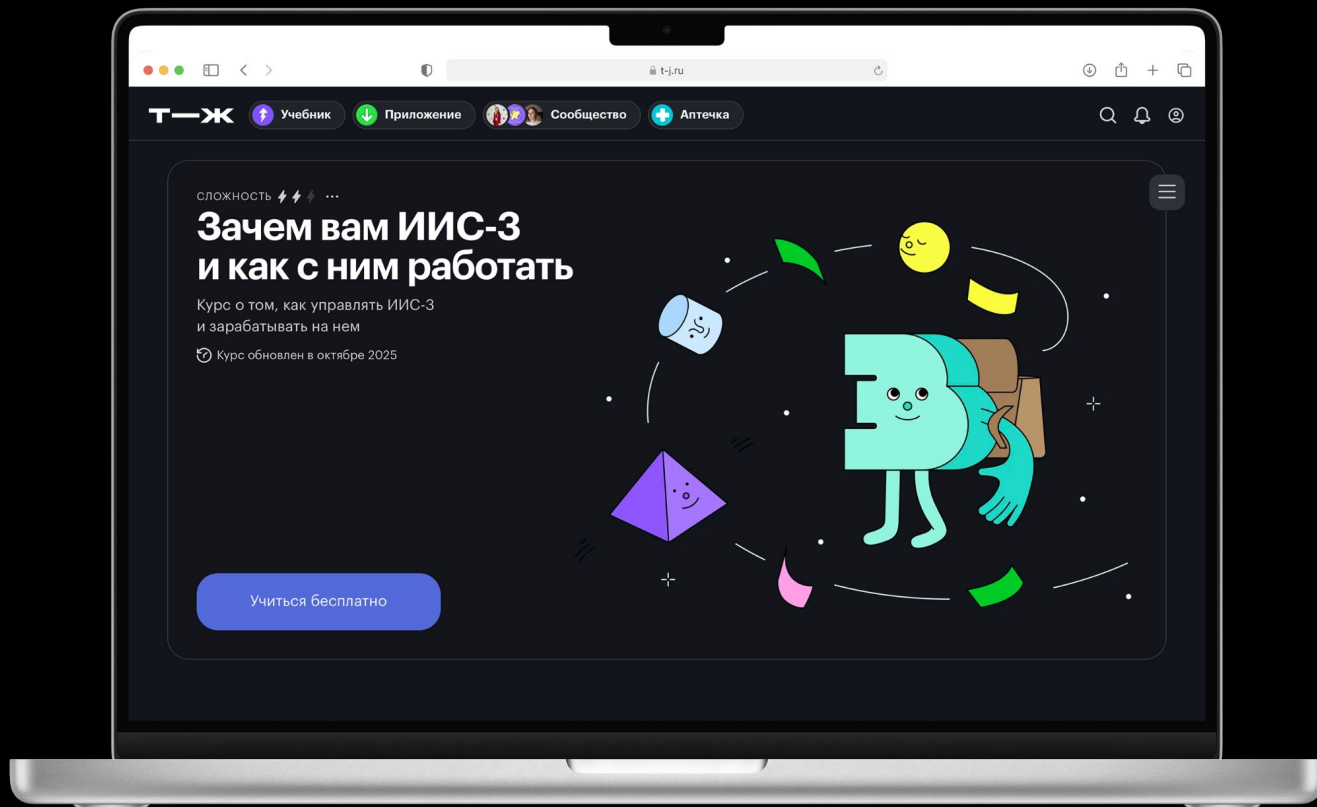 t-j.ru
Т—Ж
Учебник
Приложение
Сообщество
Аптечка
СЛОЖНОСТЬ
Зачем вам ИИС-3
и как с ним работать
Курс о том, как управлять ИИС-3
и зарабатывать на нем
Курс обновлен в октябре 2025
Учиться бесплатно